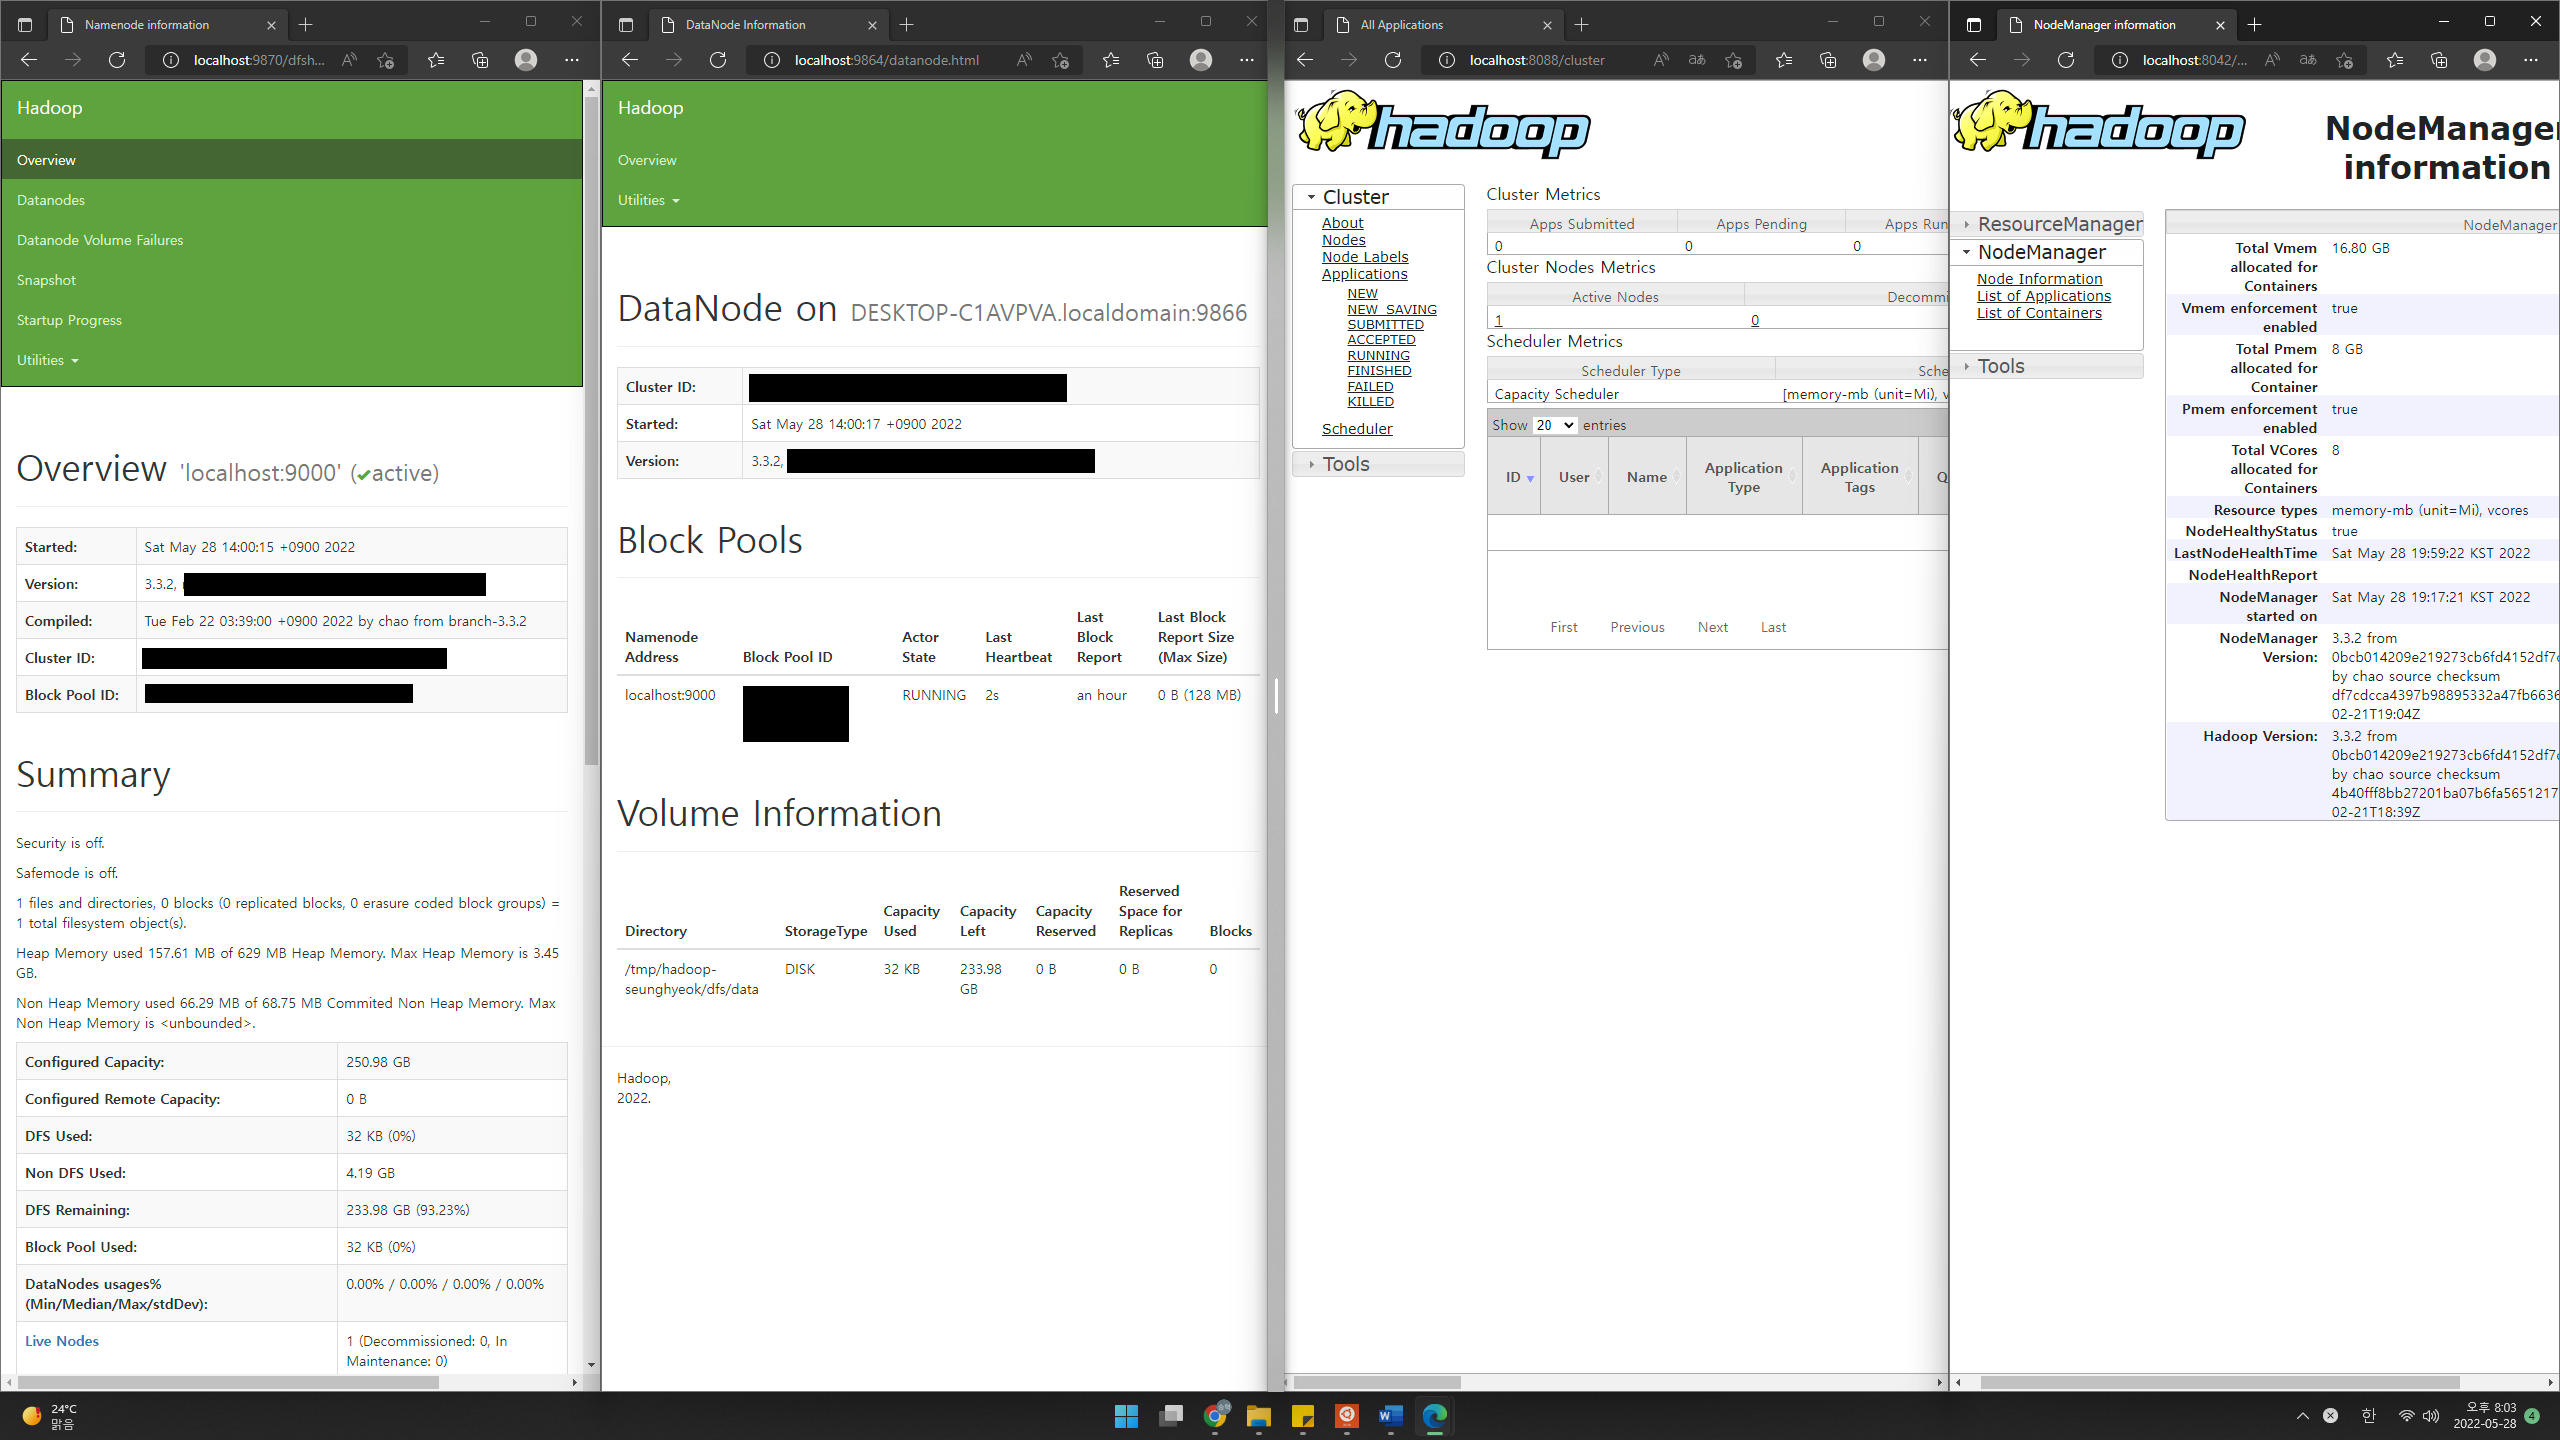 Namenode information
localhost:9870/dfsh...
Hadoop
Overview
Datanodes
Datanode Volume Failures
Snapshot
Startup Progress
Utilities
Overview 'localhost:9000' (✔active)
Started: Sat May 28 14:00:15 +0900 2022
Version: 3.3.2,
Compiled: Tue Feb 22 03:39:00 +0900 2022 by chao from branch-3.3.2
Cluster ID:
Block Pool ID:
Summary
Security is off.
Safemode is off.
1 files and directories, 0 blocks (0 replicated blocks, 0 erasure coded block groups) =
1 total filesystem object(s).
Heap Memory used 157.61 MB of 629 MB Heap Memory. Max Heap Memory is 3.45
GB.
Non Heap Memory used 66.29 MB of 68.75 MB Commited Non Heap Memory. Max
Non Heap Memory is <unbounded>.
Configured Capacity: 250.98 GB
Configured Remote Capacity: 0 B
DFS Used: 32 KB (0%)
Non DFS Used: 4.19 GB
DFS Remaining: 233.98 GB (93.23%)
Block Pool Used: 32 KB (0%)
DataNodes usages% 0.00% / 0.00% / 0.00% / 0.00%
(Min/Median/Max/stdDev):
Live Nodes 1 (Decommissioned: 0, In
Maintenance: 0)
DataNode Information
localhost:9864/datanode.html
Hadoop
Overview
Utilities
DataNode on DESKTOP-C1AVPVA.localdomain:9866
Cluster ID:
Started: Sat May 28 14:00:17 +0900 2022
Version: 3.3.2,
Block Pools
Namenode Address Block Pool ID Actor State Last Heartbeat Last Block Report Last Block Report Size (Max Size)
localhost:9000 RUNNING 2s an hour 0 B (128 MB)
Volume Information
Directory StorageType Capacity Used Capacity Left Capacity Reserved Reserved Space for Replicas Blocks
/tmp/hadoop- DISK 32 KB 233.98 0 B 0 B 0
seunghyeok/dfs/data GB
Hadoop,
2022.
All Applications
localhost:8088/cluster
hadoop
Cluster
About
Nodes
Node Labels
Applications
NEW
NEW_SAVING
SUBMITTED
ACCEPTED
RUNNING
FINISHED
FAILED
KILLED
Scheduler
Tools
Cluster Metrics
Apps Submitted Apps Pending Apps Run
0 0 0
Cluster Nodes Metrics
Active Nodes Decommi
1 0
Scheduler Metrics
Scheduler Type Sche
Capacity Scheduler [memory-mb (unit=Mi), v
Show 20 entries
ID User Name Application Type Application Tags Q
First Previous Next Last
NodeManager information
localhost:8042/...
hadoop
NodeManager
information
ResourceManager
NodeManager
Node Information
List of Applications
List of Containers
Tools
NodeManager
Total Vmem 16.80 GB
allocated for
Containers
Vmem enforcement true
enabled
Total Pmem 8 GB
allocated for
Container
Pmem enforcement true
enabled
Total VCores 8
allocated for
Containers
Resource types memory-mb (unit=Mi), vcores
NodeHealthyStatus true
LastNodeHealthTime Sat May 28 19:59:22 KST 2022
NodeHealthReport
NodeManager Sat May 28 19:17:21 KST 2022
started on
NodeManager 3.3.2 from
Version: 0bcb014209e219273cb6fd4152df7
by chao source checksum
df7cdcca4397b98895332a47fb6636
02-21T19:04Z
Hadoop Version: 3.3.2 from
0bcb014209e219273cb6fd4152df7
by chao source checksum
4b40fff8bb27201ba07b6fa5651217
02-21T18:39Z
24°C
맑음
한
오후 8:03
2022-05-28
4